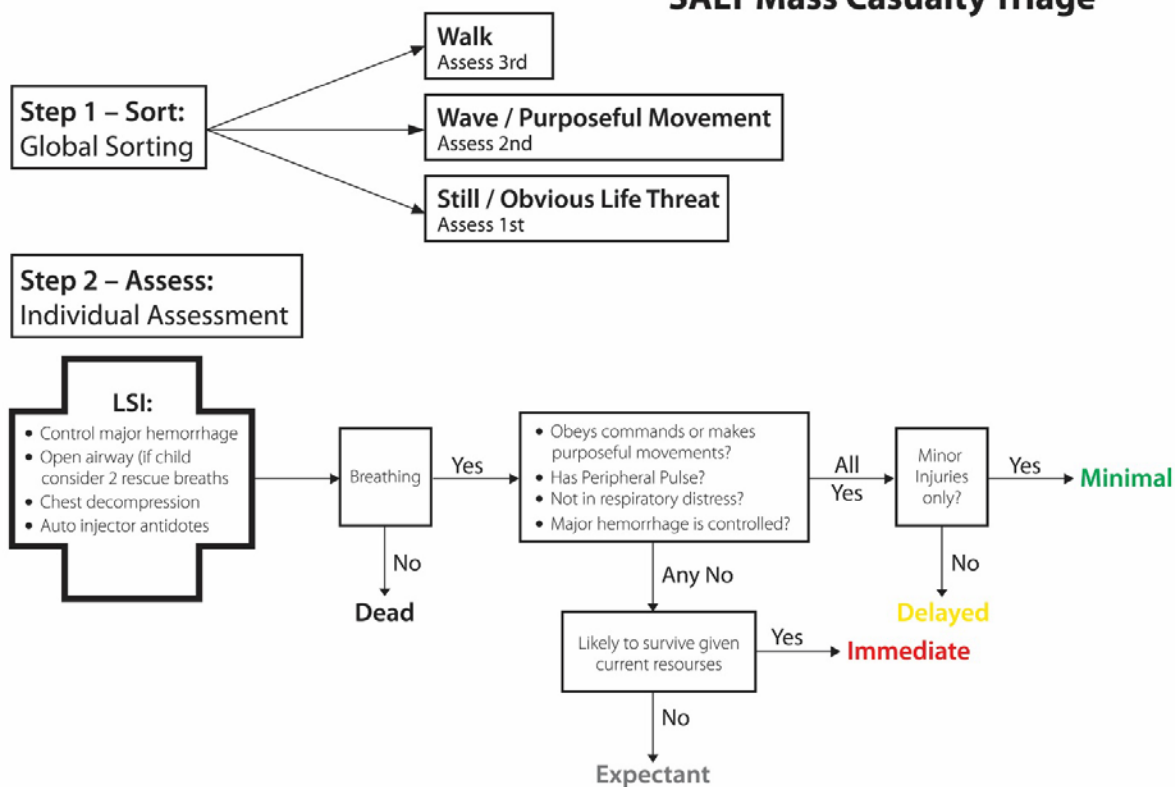 SALT Mass Casualty Triage
Walk
Assess 3rd
Step 1 – Sort:
Global Sorting
Wave / Purposeful Movement
Assess 2nd
Still / Obvious Life Threat
Assess 1st
Step 2 – Assess:
Individual Assessment
LSI:
• Control major hemorrhage
• Open airway (if child
consider 2 rescue breaths
• Chest decompression
• Auto injector antidotes
Breathing
Yes
No
Dead
• Obeys commands or makes
purposeful movements?
• Has Peripheral Pulse?
• Not in respiratory distress?
• Major hemorrhage is controlled?
All
Yes
Minor
Injuries
only?
Yes
Minimal
No
Delayed
Any No
Likely to survive given
current resourses
Yes
Immediate
No
Expectant